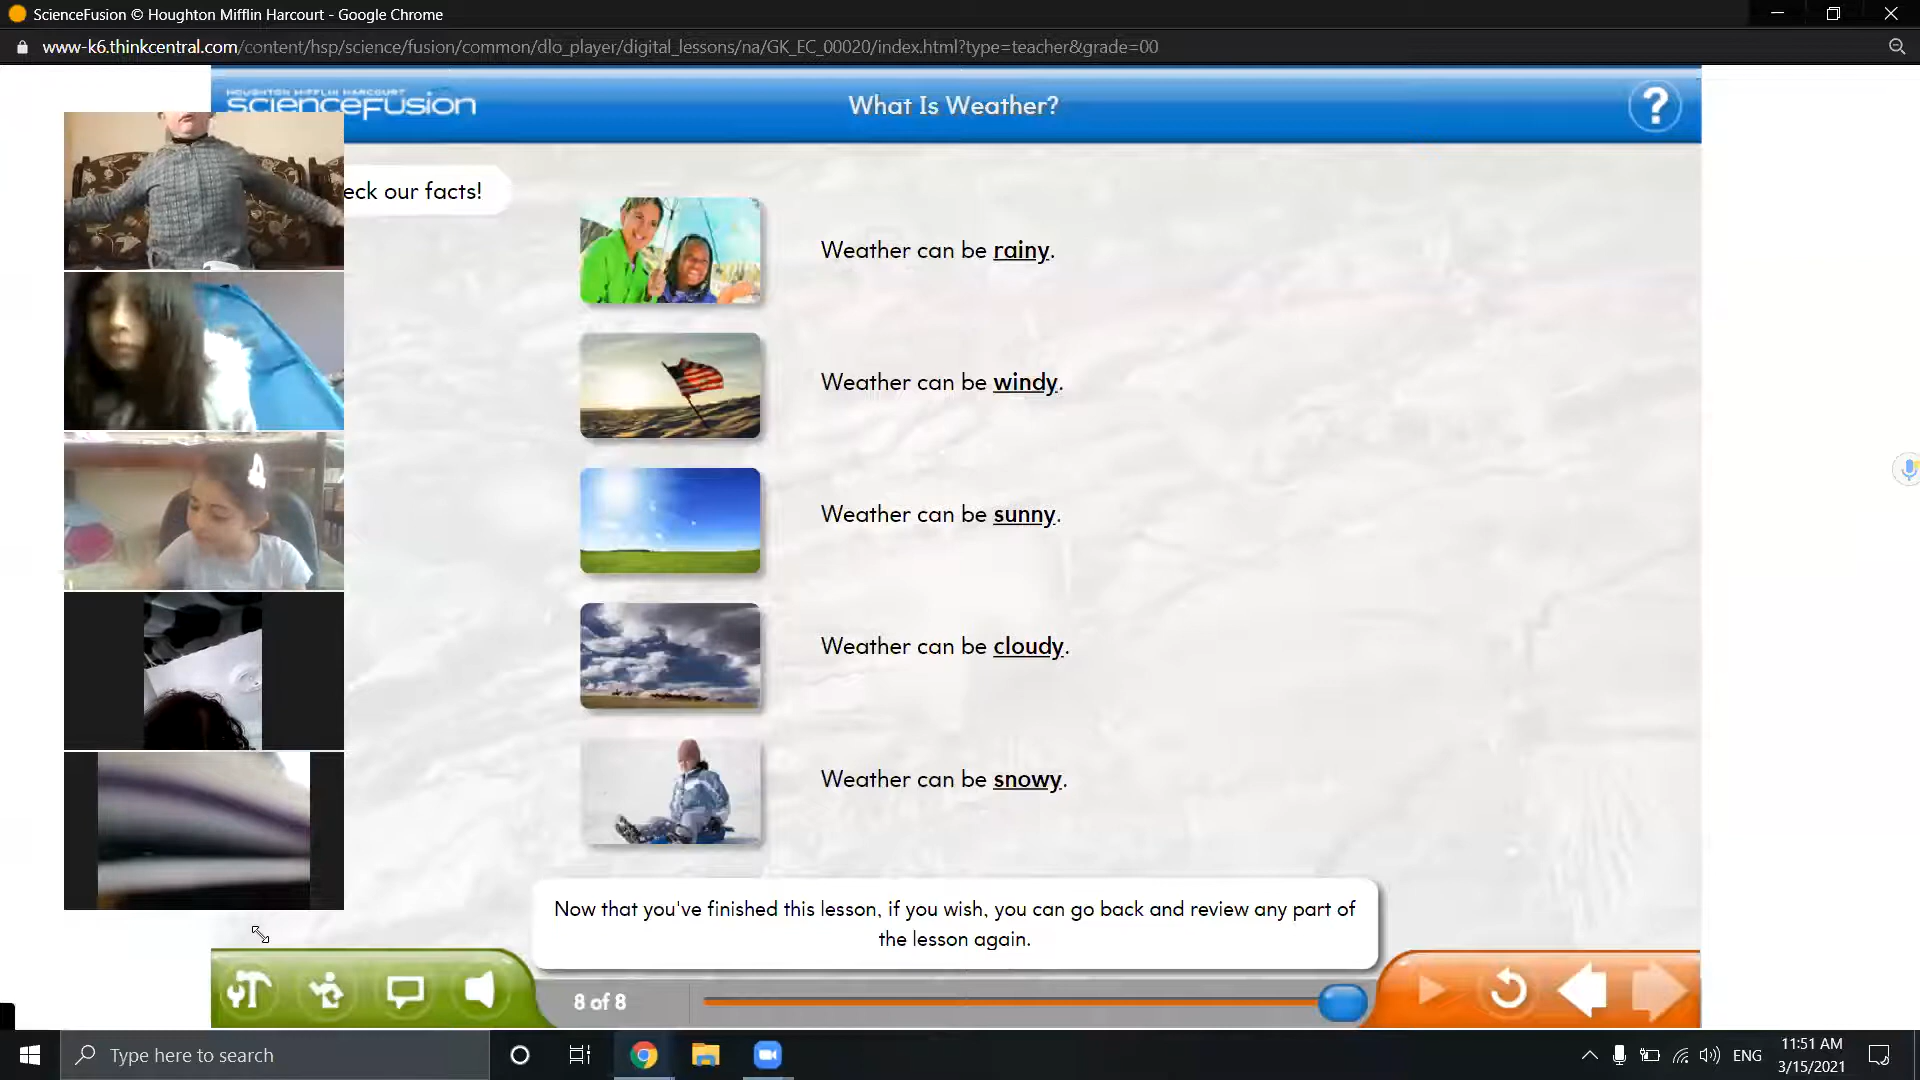 ScienceFusion © Houghton Mifflin Harcourt - Google Chrome
www-k6.thinkcentral.com/content/hsp/science/fusion/common/dlo_player/digital_lessons/na/GK_EC_00020/index.html?type=teacher&grade=00
HOUGHTON MIFFLIN HARCOURT
scienceFusion
What Is Weather?
?
eck our facts!
Weather can be rainy.
Weather can be windy.
Weather can be sunny.
Weather can be cloudy.
Weather can be snowy.
Now that you've finished this lesson, if you wish, you can go back and review any part of
the lesson again.
8 of 8
Type here to search
ENG
11:51 AM
3/15/2021